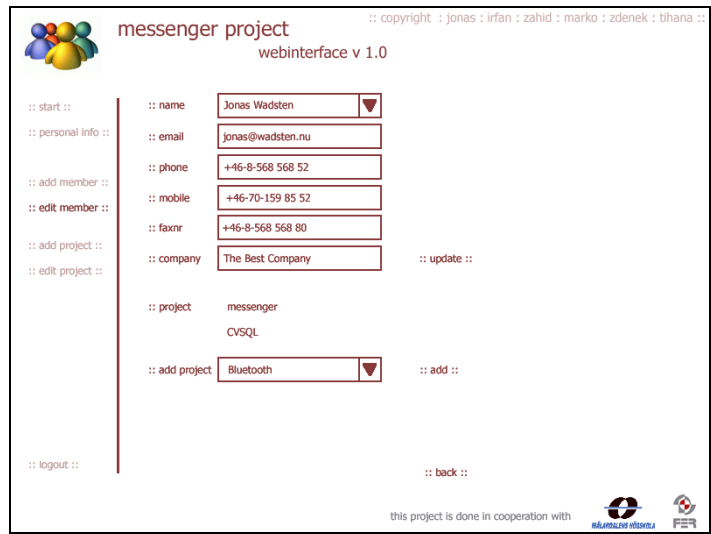 :: copyright : jonas : irfan : zahid : marko : zdenek : tihana ::
messenger project
webinterface v 1.0
:: start ::
:: personal info ::
:: add member ::
:: edit member ::
:: add project ::
:: edit project ::
:: logout ::
:: name Jonas Wadsten
:: email jonas@wadsten.nu
:: phone +46-8-568 568 52
:: mobile +46-70-159 85 52
:: faxnr +46-8-568 568 80
:: company The Best Company :: update ::
:: project messenger
CVSQL
:: add project Bluetooth :: add ::
:: back ::
this project is done in cooperation with
MÄLARDALENS HÖGSKOLA
FER